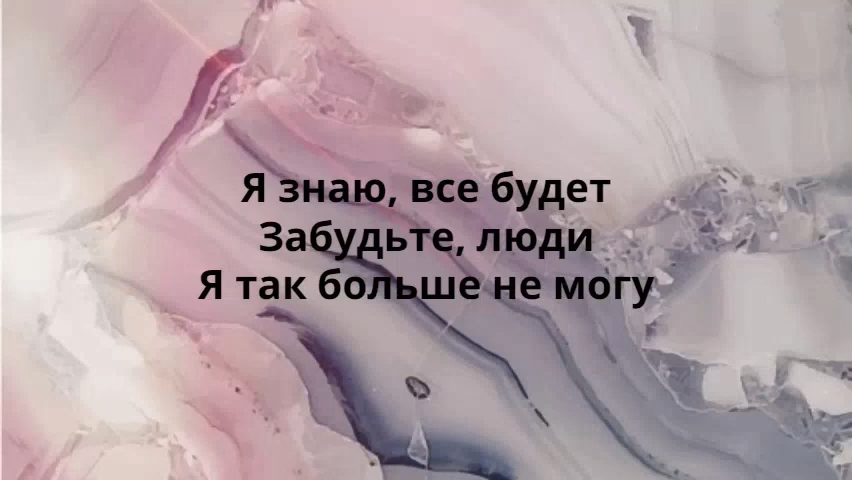 Я знаю, все будет
Забудьте, люди
Я так больше не могу